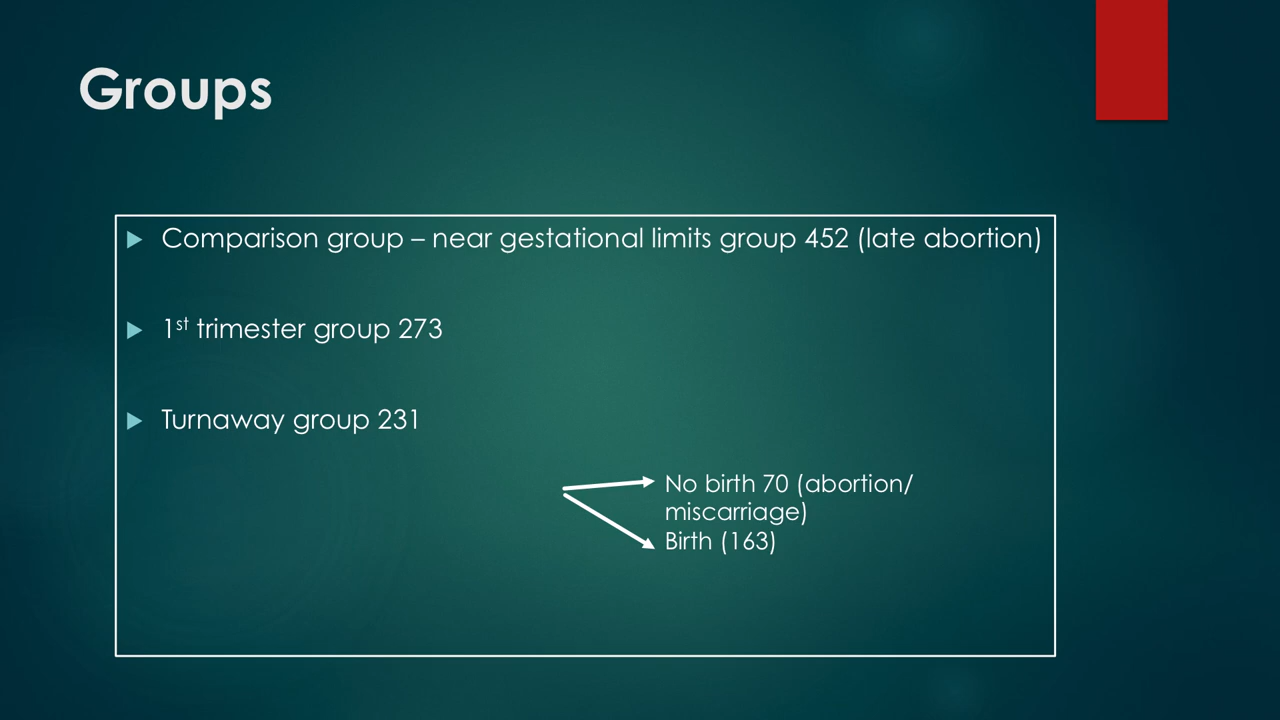 Groups
Comparison group – near gestational limits group 452 (late abortion)
1st trimester group 273
Turnaway group 231
No birth 70 (abortion/
miscarriage)
Birth (163)